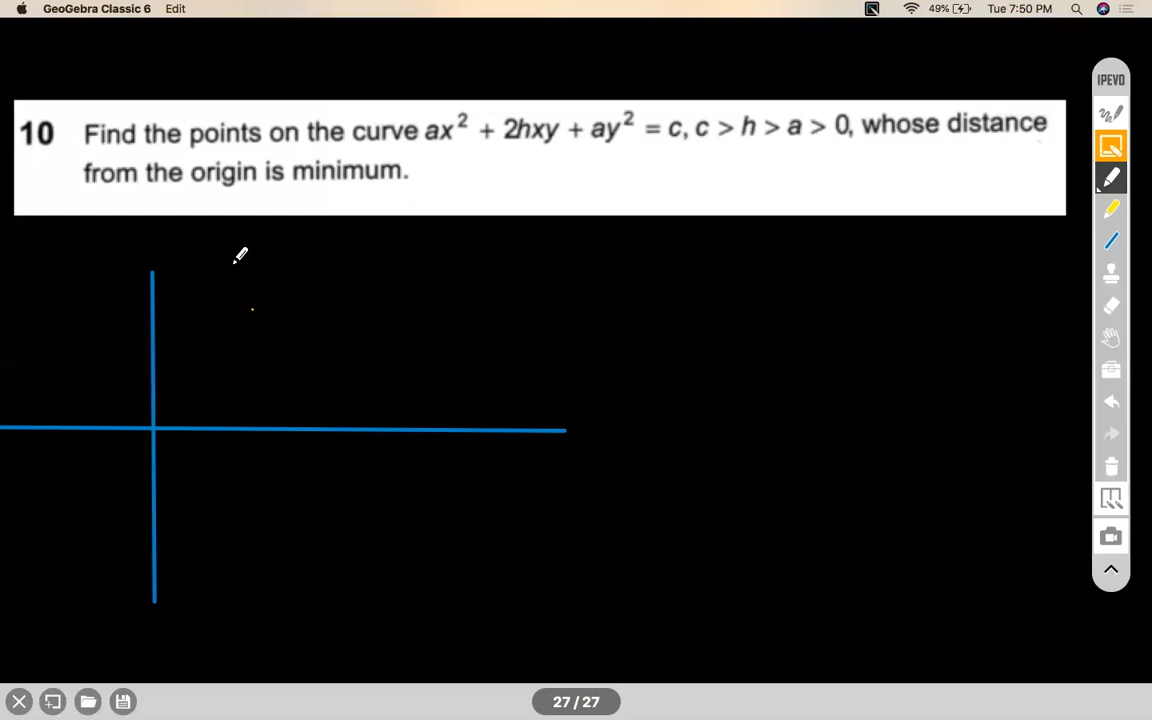 GeoGebra Classic 6 Edit 49% Tue 7:50 PM
IPEVO
10 Find the points on the curve ax² + 2hxy + ay² = c, c > h > a > 0, whose distance
from the origin is minimum.
27 / 27